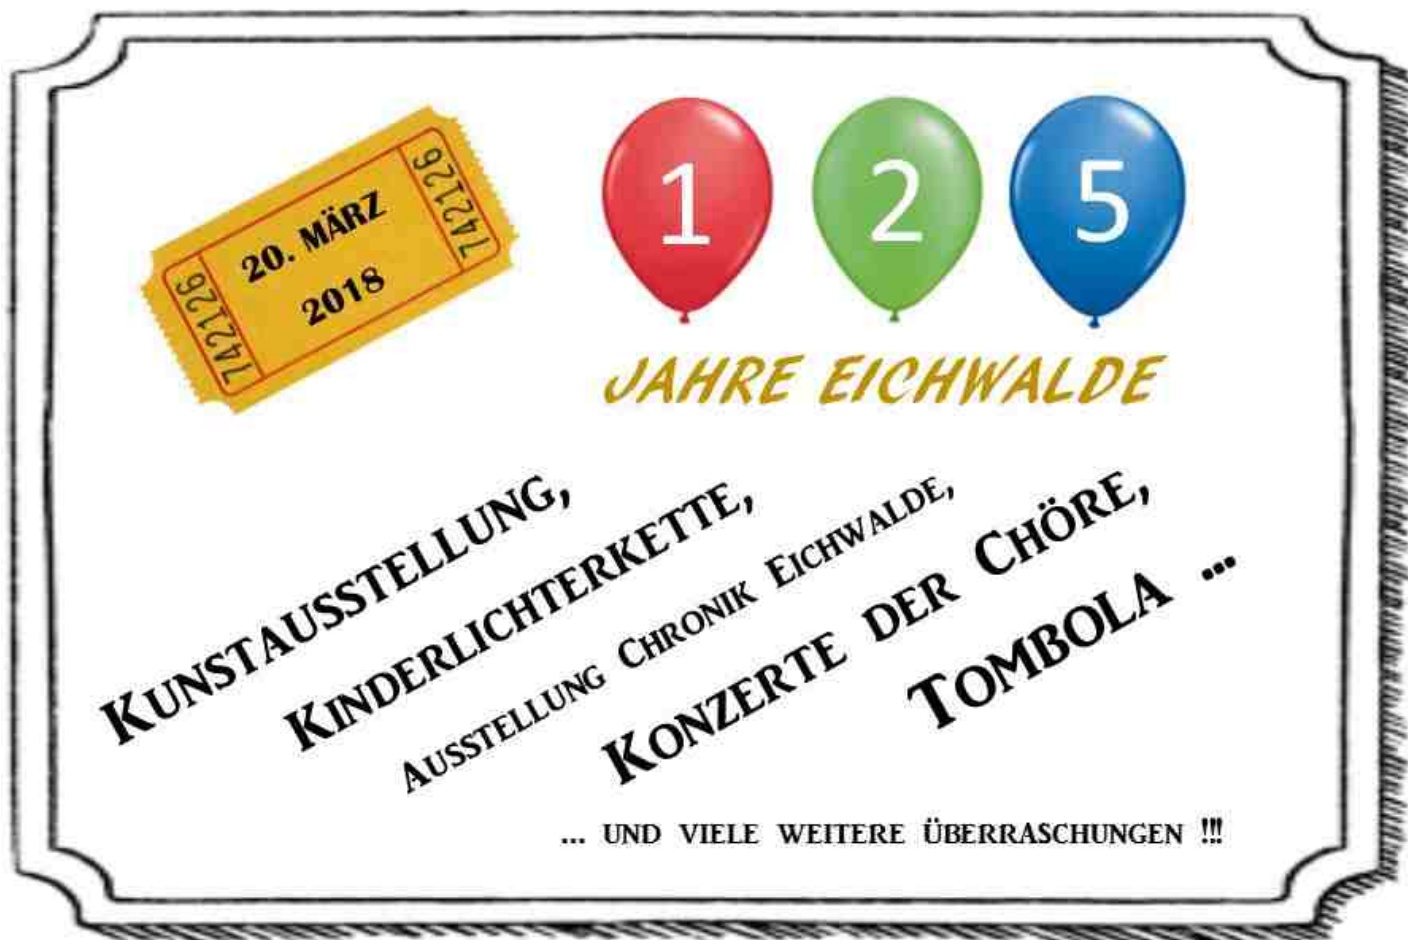 742126
20. MÄRZ
2018
742126
1 2 5
JAHRE EICHWALDE
KUNSTAUSSTELLUNG,
KINDERLICHTERKETTE,
AUSSTELLUNG CHRONIK EICHWALDE,
KONZERTE DER CHÖRE,
TOMBOLA ...
... UND VIELE WEITERE ÜBERRASCHUNGEN !!!